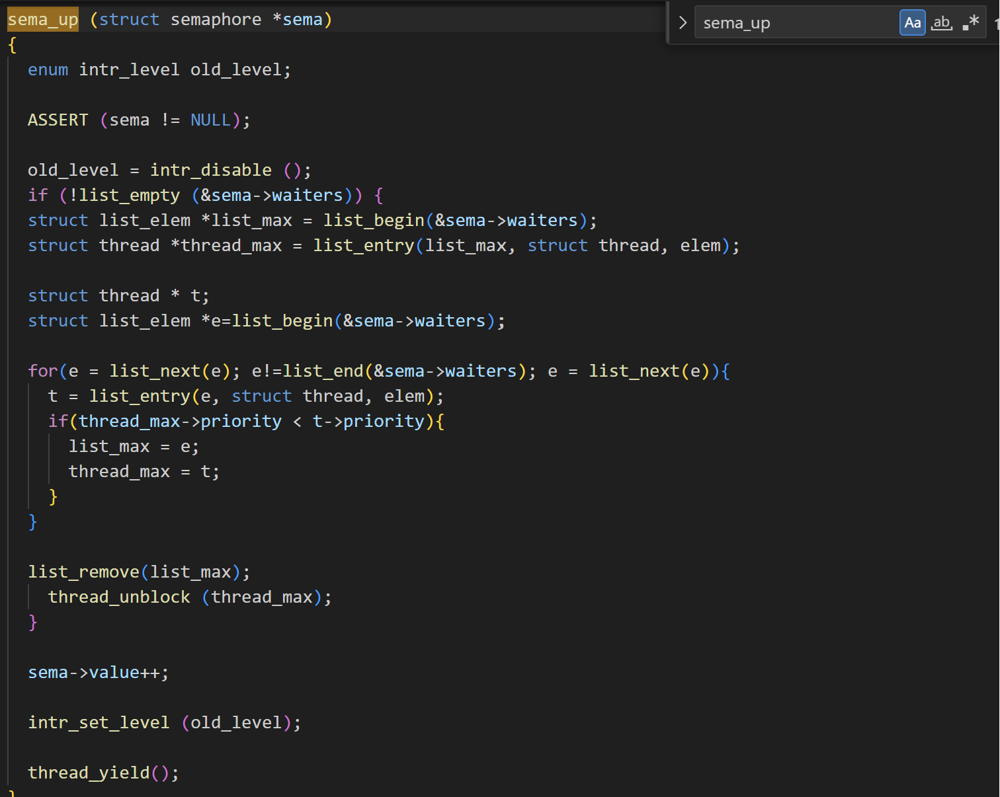 sema_up (struct semaphore *sema)
sema_up
Aa
ab
.*
{
enum intr_level old_level;
ASSERT (sema != NULL);
old_level = intr_disable ();
if (!list_empty (&sema->waiters)) {
struct list_elem *list_max = list_begin(&sema->waiters);
struct thread *thread_max = list_entry(list_max, struct thread, elem);
struct thread * t;
struct list_elem *e=list_begin(&sema->waiters);
for(e = list_next(e); e!=list_end(&sema->waiters); e = list_next(e)){
t = list_entry(e, struct thread, elem);
if(thread_max->priority < t->priority){
list_max = e;
thread_max = t;
}
}
list_remove(list_max);
thread_unblock (thread_max);
}
sema->value++;
intr_set_level (old_level);
thread_yield();
}